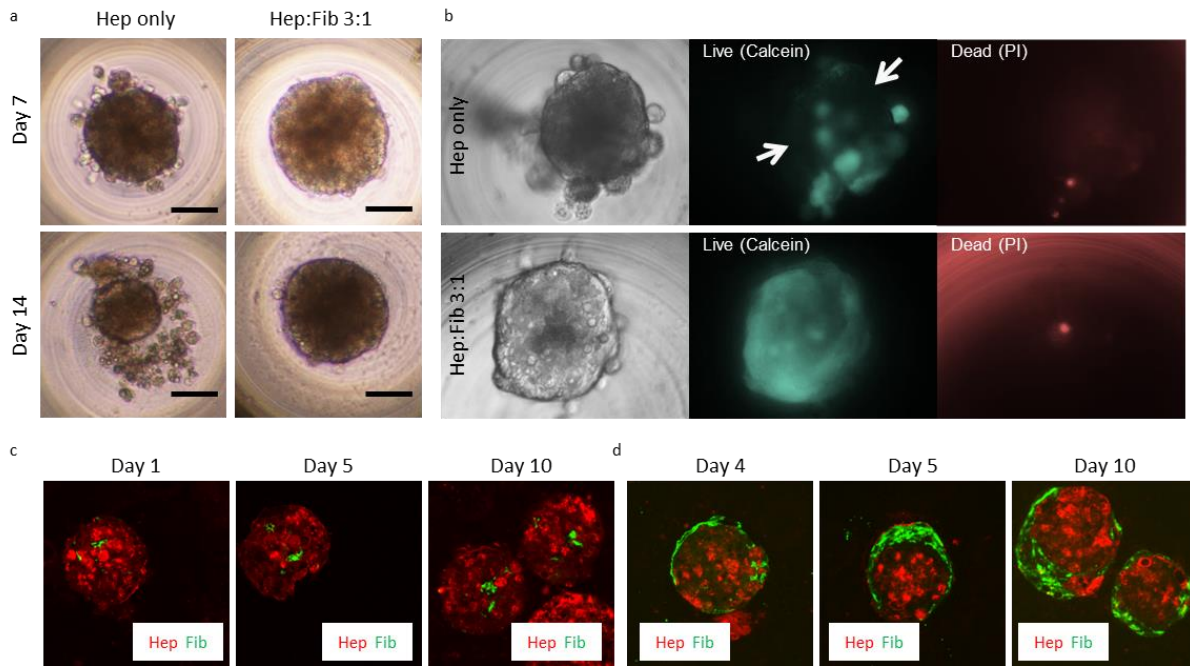 a
Hep only
Hep:Fib 3:1
Day 7
Day 14
b
Hep only
Live (Calcein)
Dead (PI)
Hep:Fib 3:1
Live (Calcein)
Dead (PI)
c
Day 1
Day 5
Day 10
Hep Fib
Hep Fib
Hep Fib
d
Day 4
Day 5
Day 10
Hep Fib
Hep Fib
Hep Fib